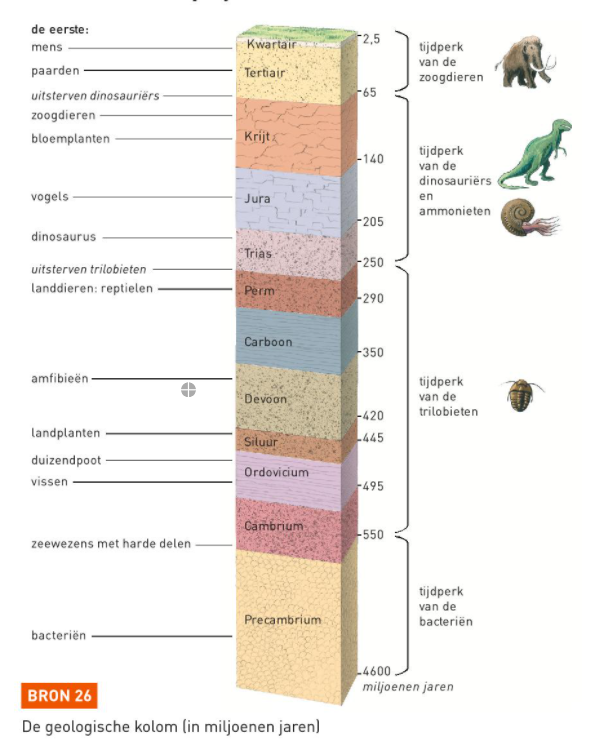 de eerste:
mens
paarden
uitsterven dinosauriërs
zoogdieren
bloemplanten
vogels
dinosaurus
uitsterven trilobieten
landdieren: reptielen
amfibieën
landplanten
duizendpoot
vissen
zeewezens met harde delen
bacteriën
Kwartair
Tertiair
Krijt
Jura
Trias
Perm
Carboon
Devoon
Siluur
Ordovicium
Cambrium
Precambrium
2,5
65
140
205
250
290
350
420
445
495
550
4600
miljoenen jaren
tijdperk
van de
zoogdieren
tijdperk
van de
dinosauriërs
en
ammonieten
tijdperk
van de
trilobieten
tijdperk
van de
bacteriën
BRON 26
De geologische kolom (in miljoenen jaren)